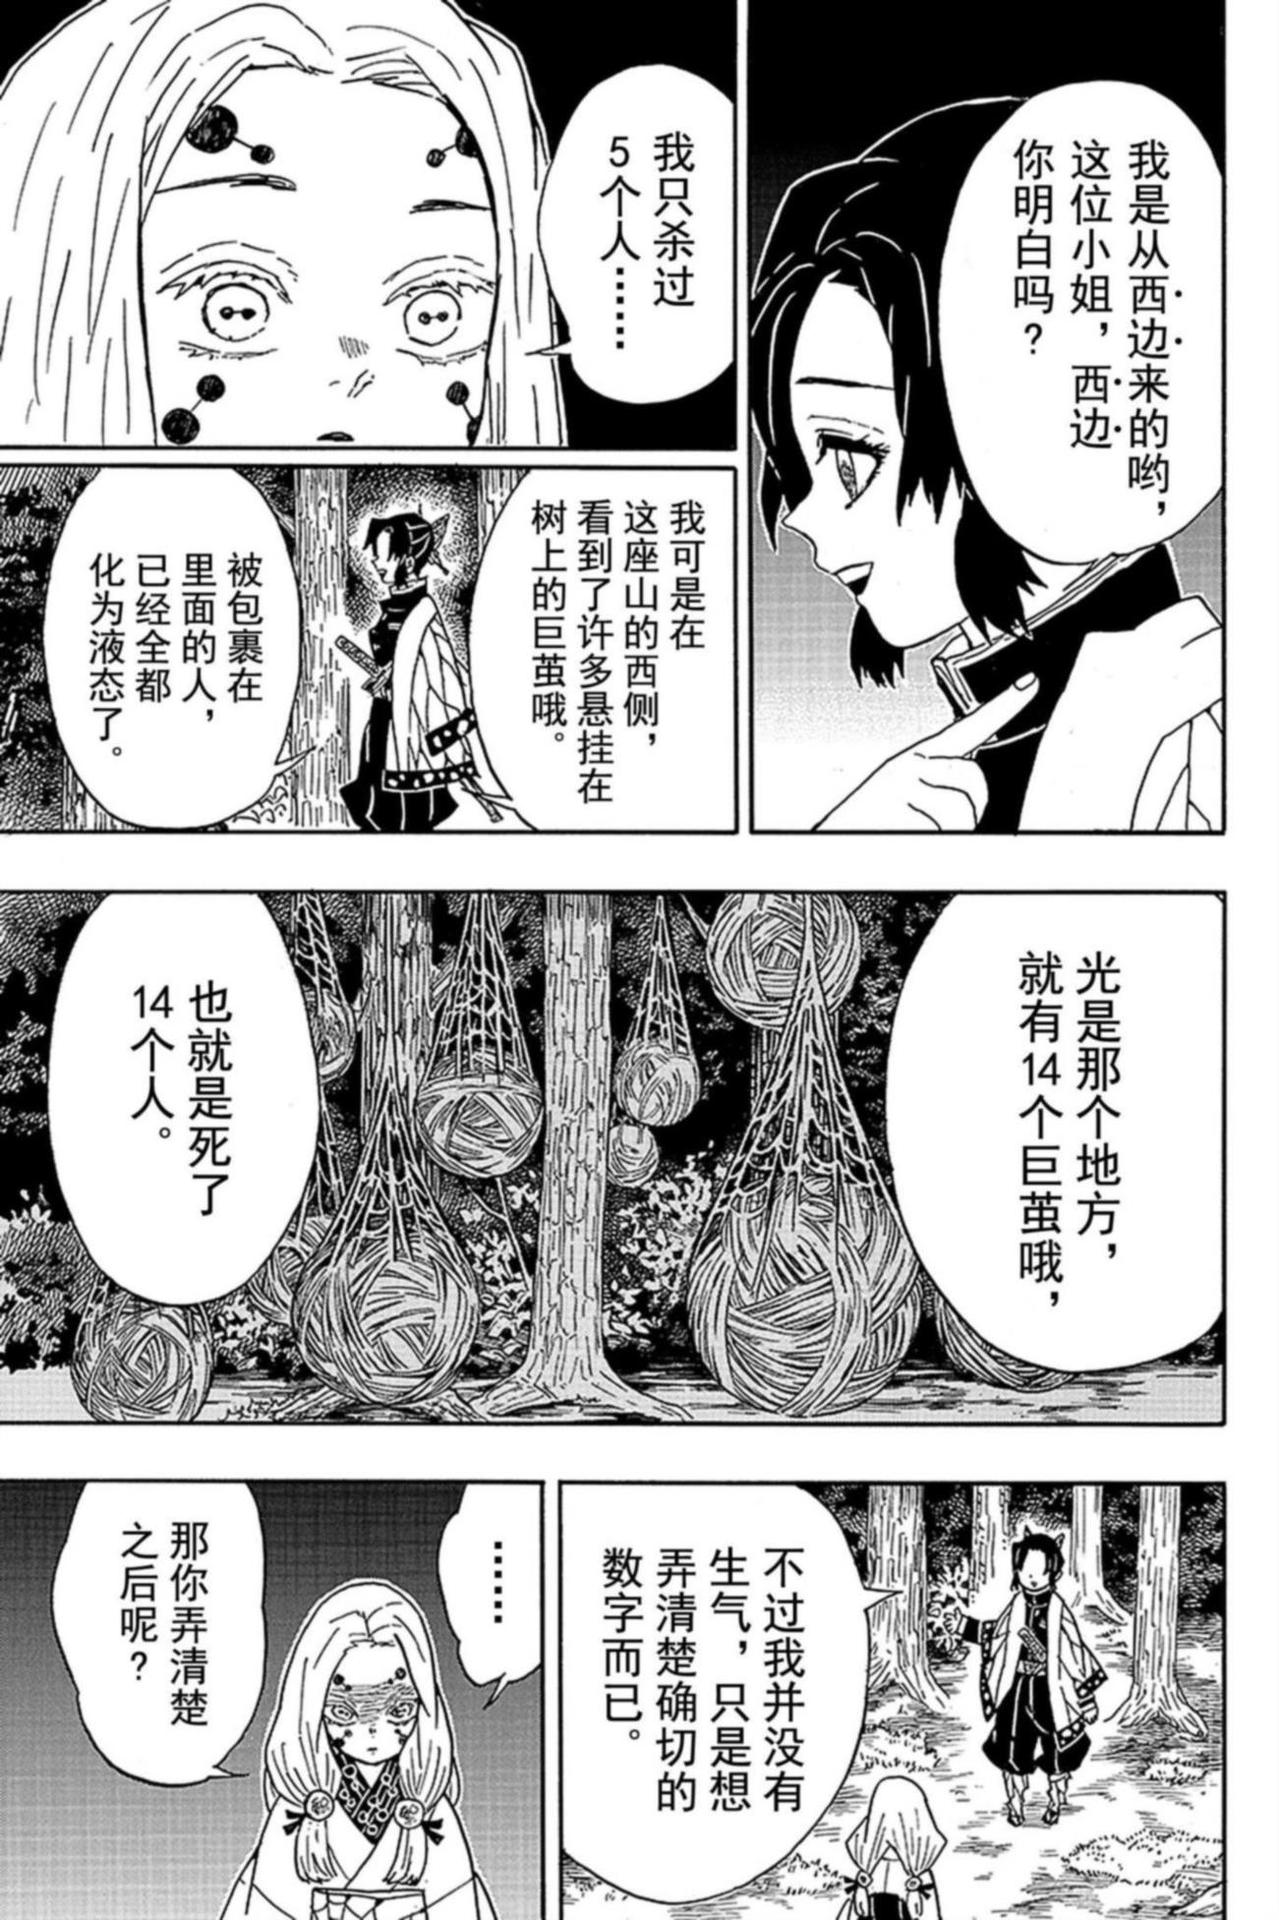 我是从西边来的哟，
这位小姐，西边
你明白吗？
我只杀过
5个人……
我可是在
这座山的西侧，
看到了许多悬挂在
树上的巨茧哦。
被包裹在
里面的人，
已经全都
化为液态了。
光是那个地方，
就有14个巨茧哦，
也就是死了
14个人。
不过我并没有
生气，只是想
弄清楚确切的
数字而已。
……
那你弄清楚
之后呢？